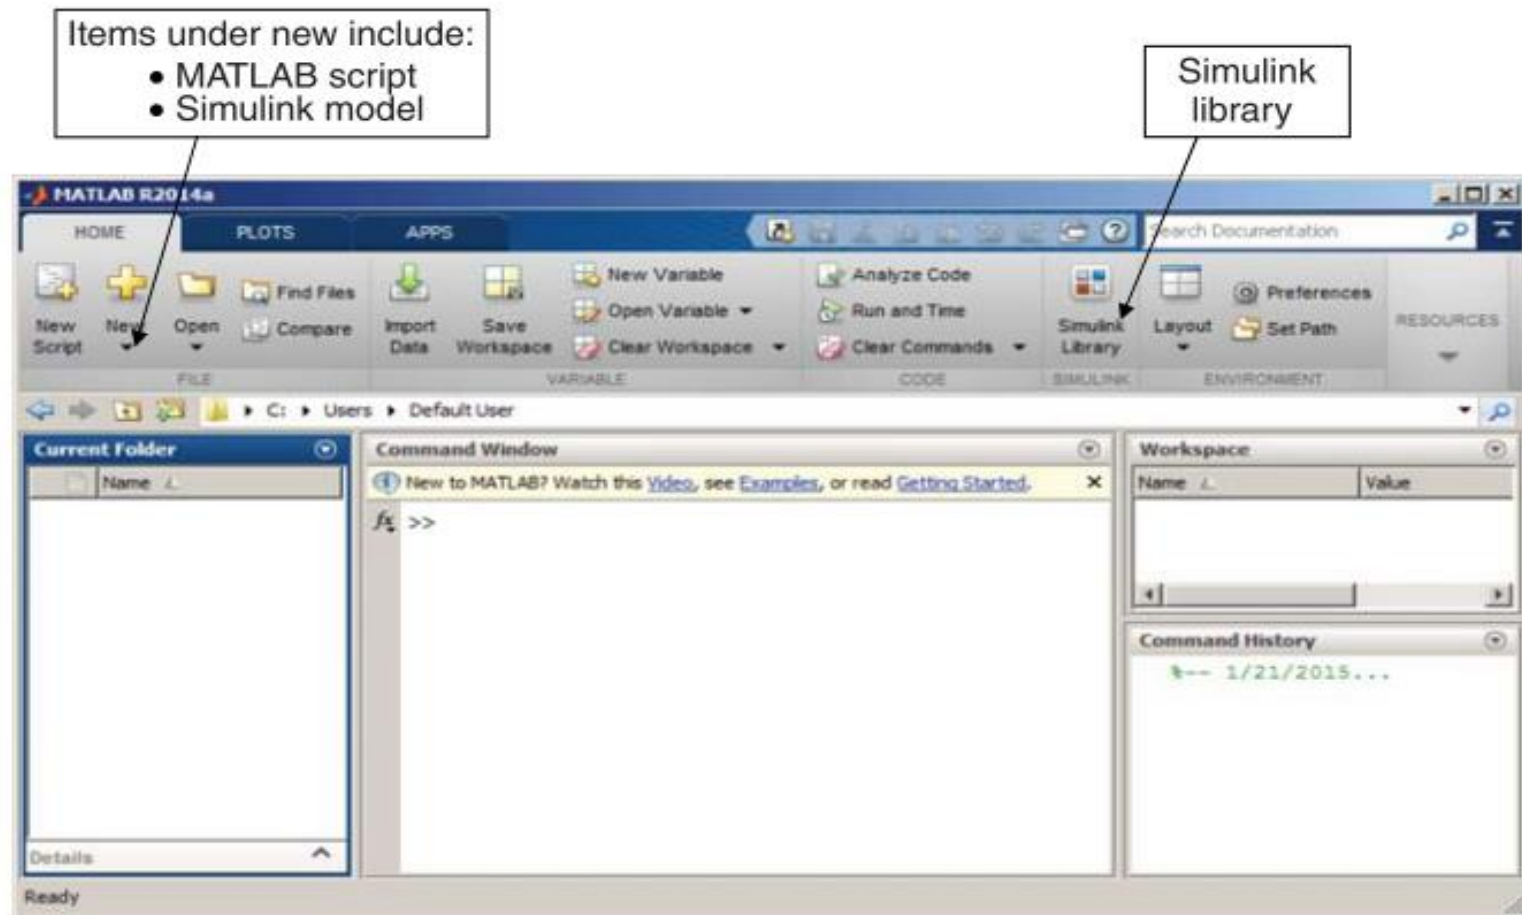 Items under new include:
• MATLAB script
• Simulink model
Simulink
library
MATLAB R2014a
HOME PLOTS APPS Search Documentation
New Script
New
Open
Find Files
Compare
FILE
Import Data
Save Workspace
New Variable
Open Variable
Clear Workspace
VARIABLE
Analyze Code
Run and Time
Clear Commands
CODE
Simulink Library
SIMULINK
Layout
Preferences
Set Path
ENVIRONMENT
RESOURCES
C: Users Default User
Current Folder
Name
Details
Command Window
New to MATLAB? Watch this Video, see Examples, or read Getting Started.
fx >>
Workspace
Name Value
Command History
%-- 1/21/2015...
Ready